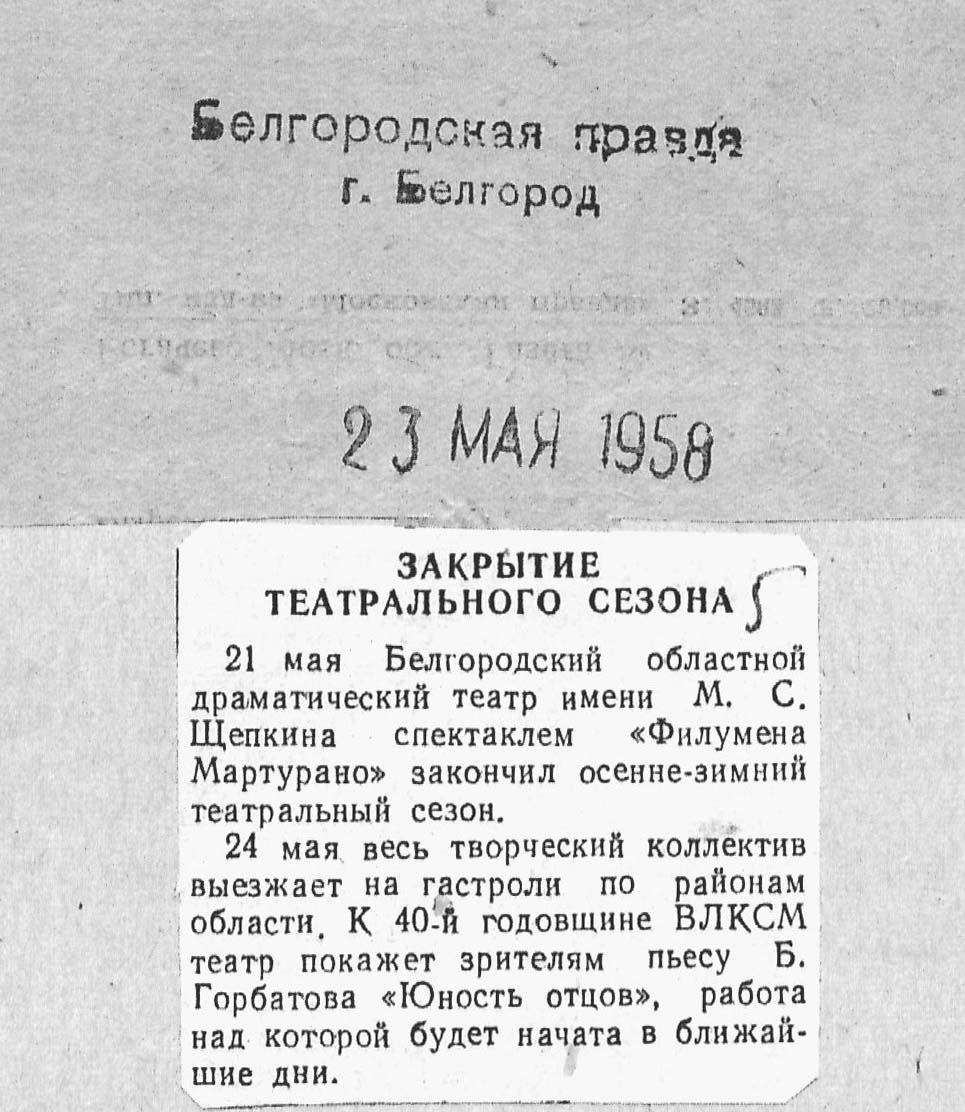 Белгородская правда
г. Белгород
23 МАЯ 1958
ЗАКРЫТИЕ
ТЕАТРАЛЬНОГО СЕЗОНА
21 мая Белгородский областной
драматический театр имени М. С.
Щепкина спектаклем «Филумена
Мартурано» закончил осенне-зимний
театральный сезон.
24 мая весь творческий коллектив
выезжает на гастроли по районам
области. К 40-й годовщине ВЛКСМ
театр покажет зрителям пьесу Б.
Горбатова «Юность отцов», работа
над которой будет начата в ближай-
шие дни.